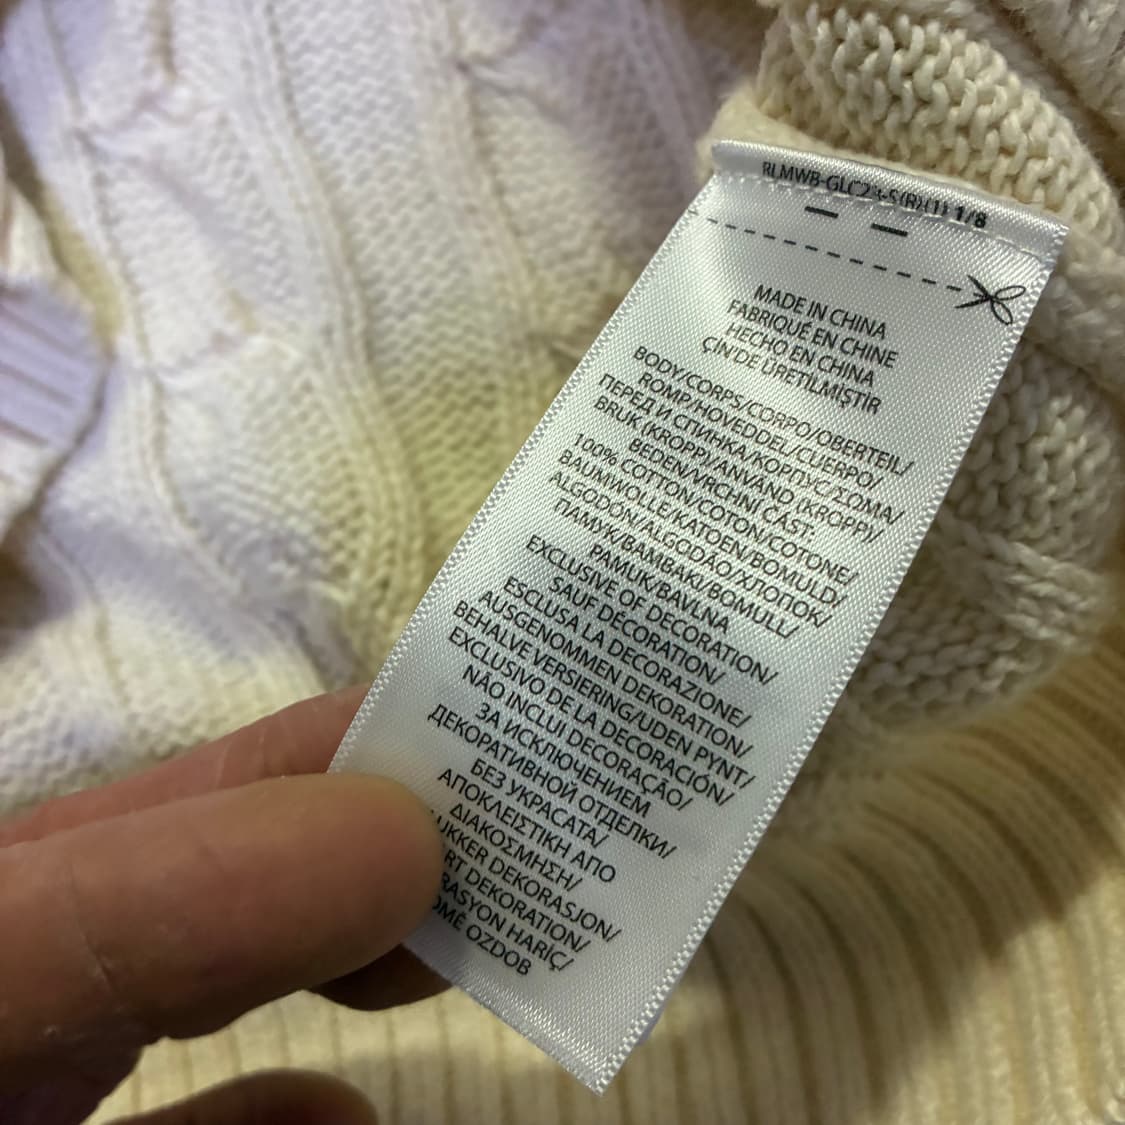 RLMWB-GLC23-S(R)(1) 1/8
MADE IN CHINA
FABRIQUÉ EN CHINE
HECHO EN CHINA
ÇİN'DE ÜRETİLMİŞTİR
BODY/CORPS/CORPO/OBERTEIL/
ROMP/HOVEDDEL/CUERPO/
ПЕРЕД И СПИНКА/КОРПУС/ΣΩΜΑ/
BRUK (KROPP)/ANVÄND (KROPP)/
BEDEN/VRCHNÍ ČÁST.
100% COTTON/COTON/COTONE/
BAUMWOLLE/KATOEN/BOMULD/
ALGODÓN/ALGODÃO/ХЛОПОК/
ПАМУК/BAMBAKI/BOMULL/
PAMUK/BAVLNA
EXCLUSIVE OF DECORATION/
SAUF DÉCORATION/
ESCLUSA LA DECORAZIONE/
AUSGENOMMEN DEKORATION/
BEHALVE VERSIERING/UDEN PYNT/
EXCLUSIVO DE LA DECORACIÓN/
NÃO INCLUI DECORAÇÃO/
ЗА ИСКЛЮЧЕНИЕМ
ДЕКОРАТИВНОЙ ОТДЕЛКИ/
БЕЗ УКРАСАТА/
ΑΠΟΚΛΕΙΣΤΙΚΗ ΑΠΟ
ΔΙΑΚΟΣΜΗΣΗ/
UKKER DEKORASJON/
RT DEKORATION/
RASYON HARİÇ/
OMĚ OZDOB